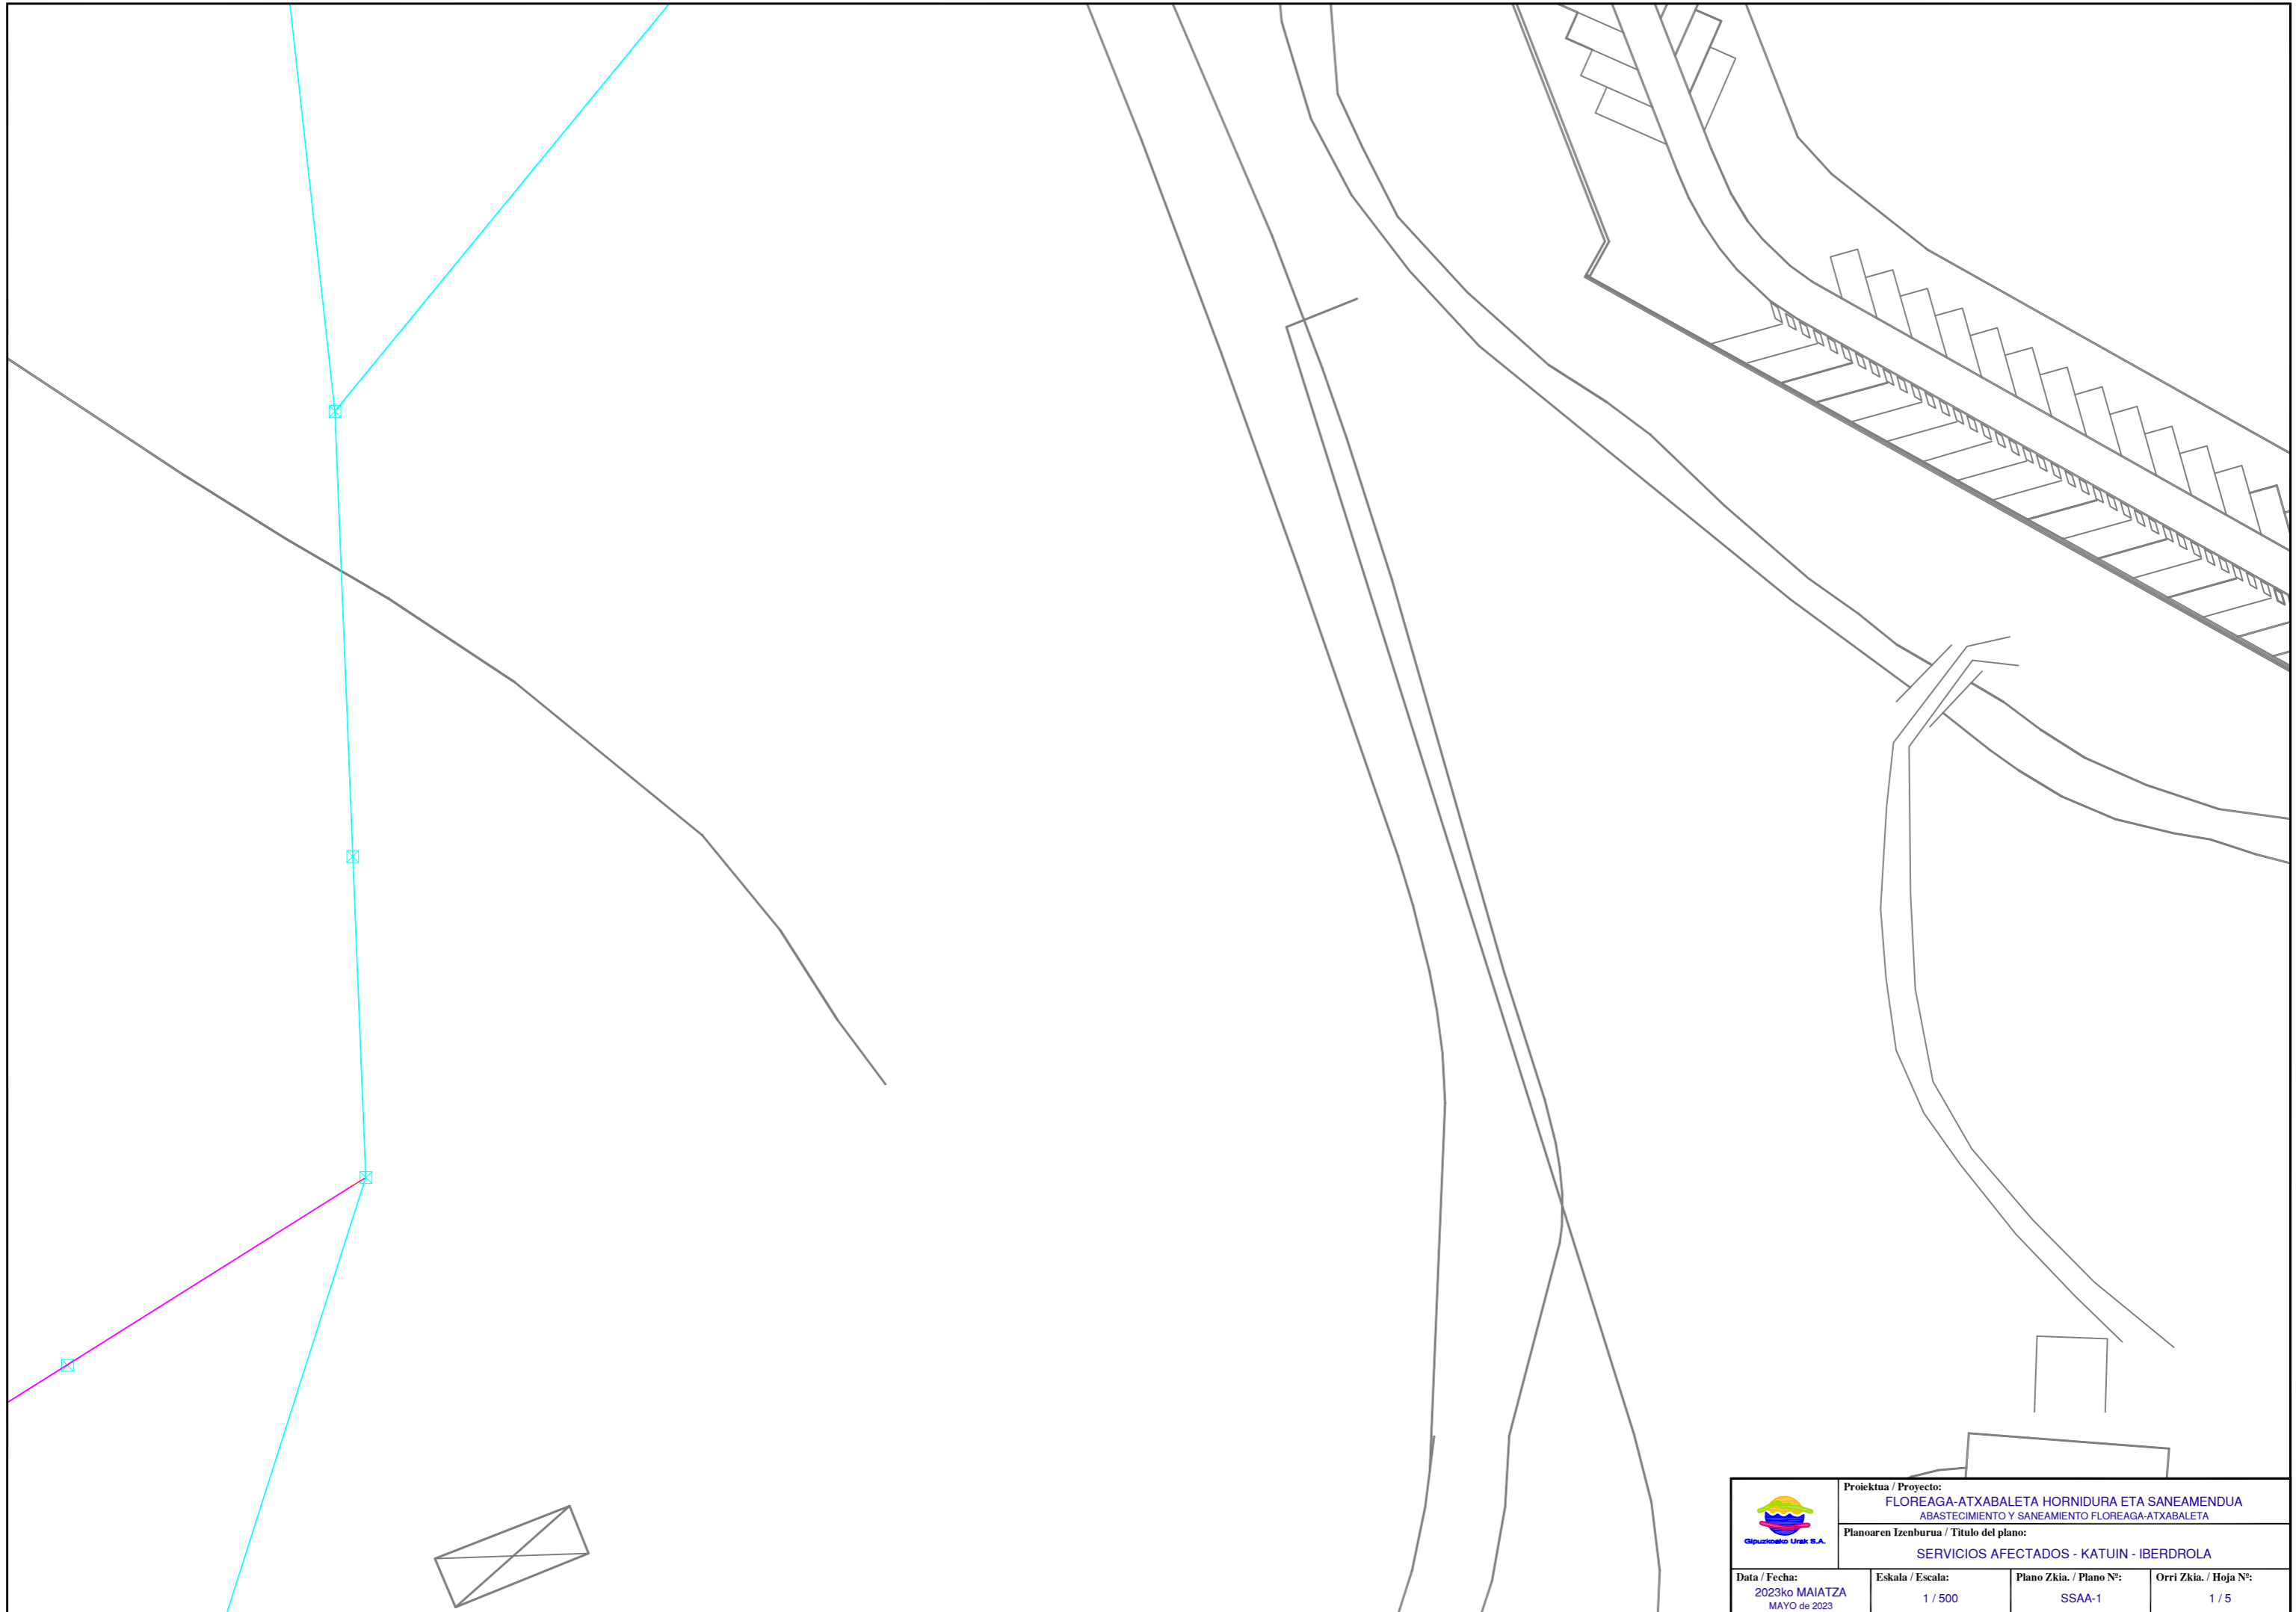 Gipuzkoako Urak S.A.
Proiektua / Proyecto:
FLOREAGA-ATXABALETA HORNIDURA ETA SANEAMENDUA
ABASTECIMIENTO Y SANEAMIENTO FLOREAGA-ATXABALETA
Planoaren Izenburua / Titulo del plano:
SERVICIOS AFECTADOS - KATUIN - IBERDROLA
Data / Fecha:
2023ko MAIATZA
MAYO de 2023
Eskala / Escala:
1 / 500
Plano Zkia. / Plano Nº:
SSAA-1
Orri Zkia. / Hoja Nº:
1 / 5